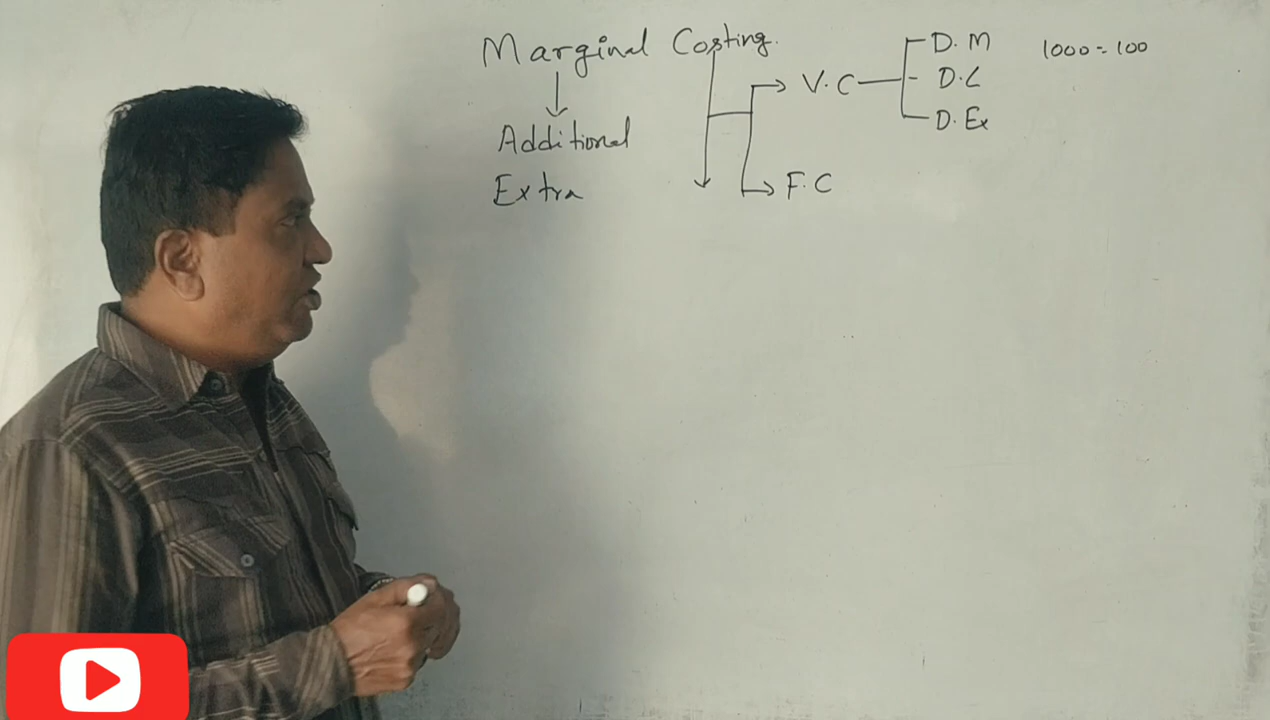 Marginal Costing.
Additional
Extra
V.C
D.M
D.L
D.Ex
F.C
1000 = 100